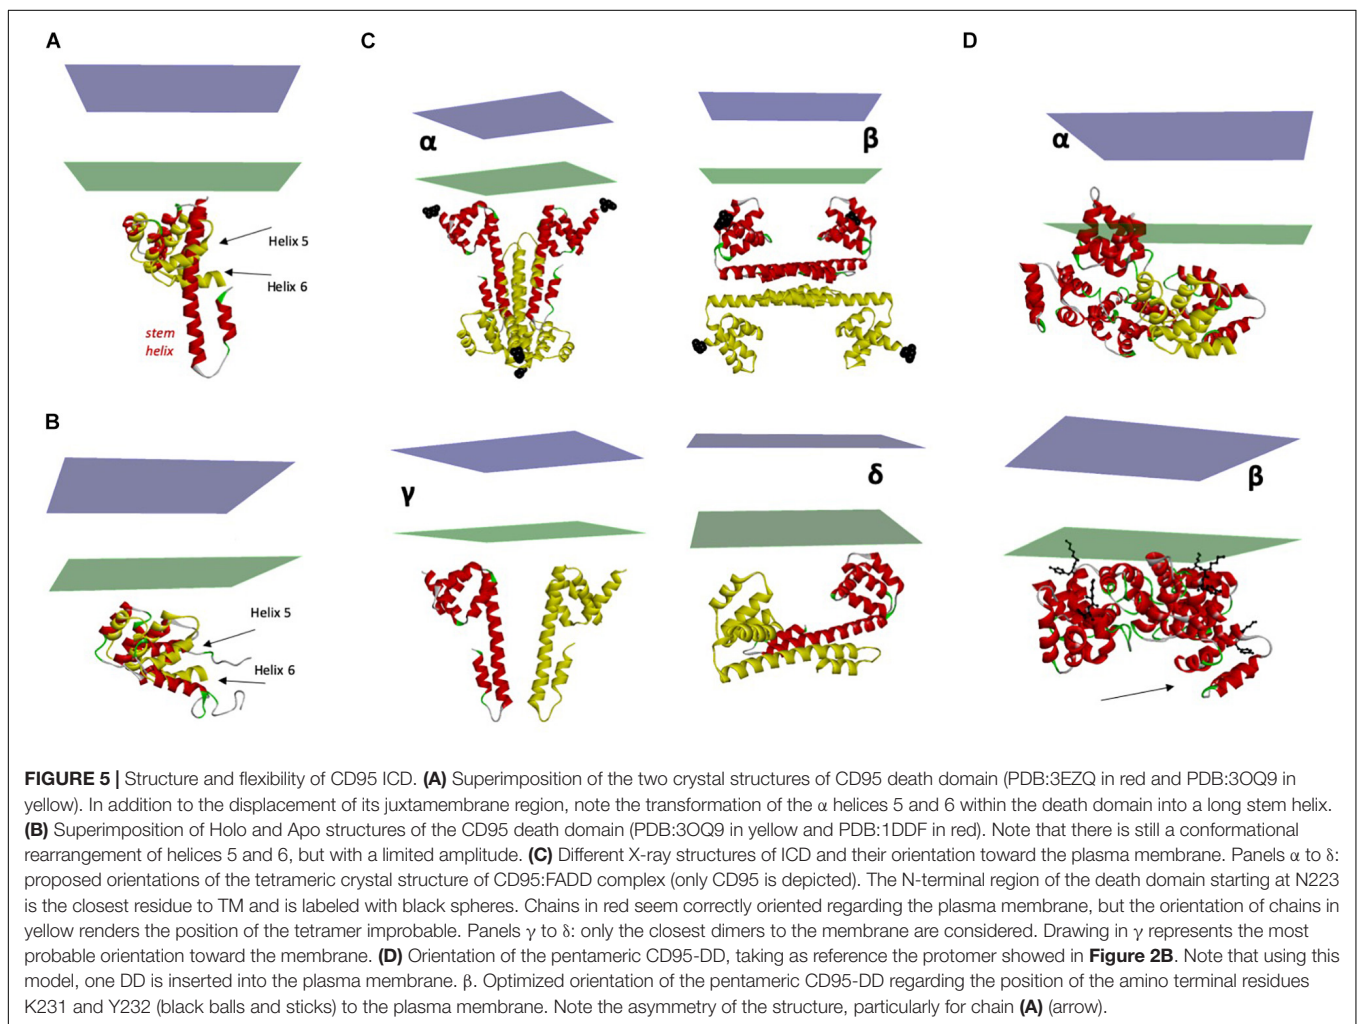 A
C
D
α
β
α
Helix 5
Helix 6
stem
helix
B
γ
δ
β
Helix 5
Helix 6
FIGURE 5 | Structure and flexibility of CD95 ICD. (A) Superimposition of the two crystal structures of CD95 death domain (PDB:3EZQ in red and PDB:3OQ9 in
yellow). In addition to the displacement of its juxtamembrane region, note the transformation of the α helices 5 and 6 within the death domain into a long stem helix.
(B) Superimposition of Holo and Apo structures of the CD95 death domain (PDB:3OQ9 in yellow and PDB:1DDF in red). Note that there is still a conformational
rearrangement of helices 5 and 6, but with a limited amplitude. (C) Different X-ray structures of ICD and their orientation toward the plasma membrane. Panels α to δ:
proposed orientations of the tetrameric crystal structure of CD95:FADD complex (only CD95 is depicted). The N-terminal region of the death domain starting at N223
is the closest residue to TM and is labeled with black spheres. Chains in red seem correctly oriented regarding the plasma membrane, but the orientation of chains in
yellow renders the position of the tetramer improbable. Panels γ to δ: only the closest dimers to the membrane are considered. Drawing in γ represents the most
probable orientation toward the membrane. (D) Orientation of the pentameric CD95-DD, taking as reference the protomer showed in Figure 2B. Note that using this
model, one DD is inserted into the plasma membrane. β. Optimized orientation of the pentameric CD95-DD regarding the position of the amino terminal residues
K231 and Y232 (black balls and sticks) to the plasma membrane. Note the asymmetry of the structure, particularly for chain (A) (arrow).